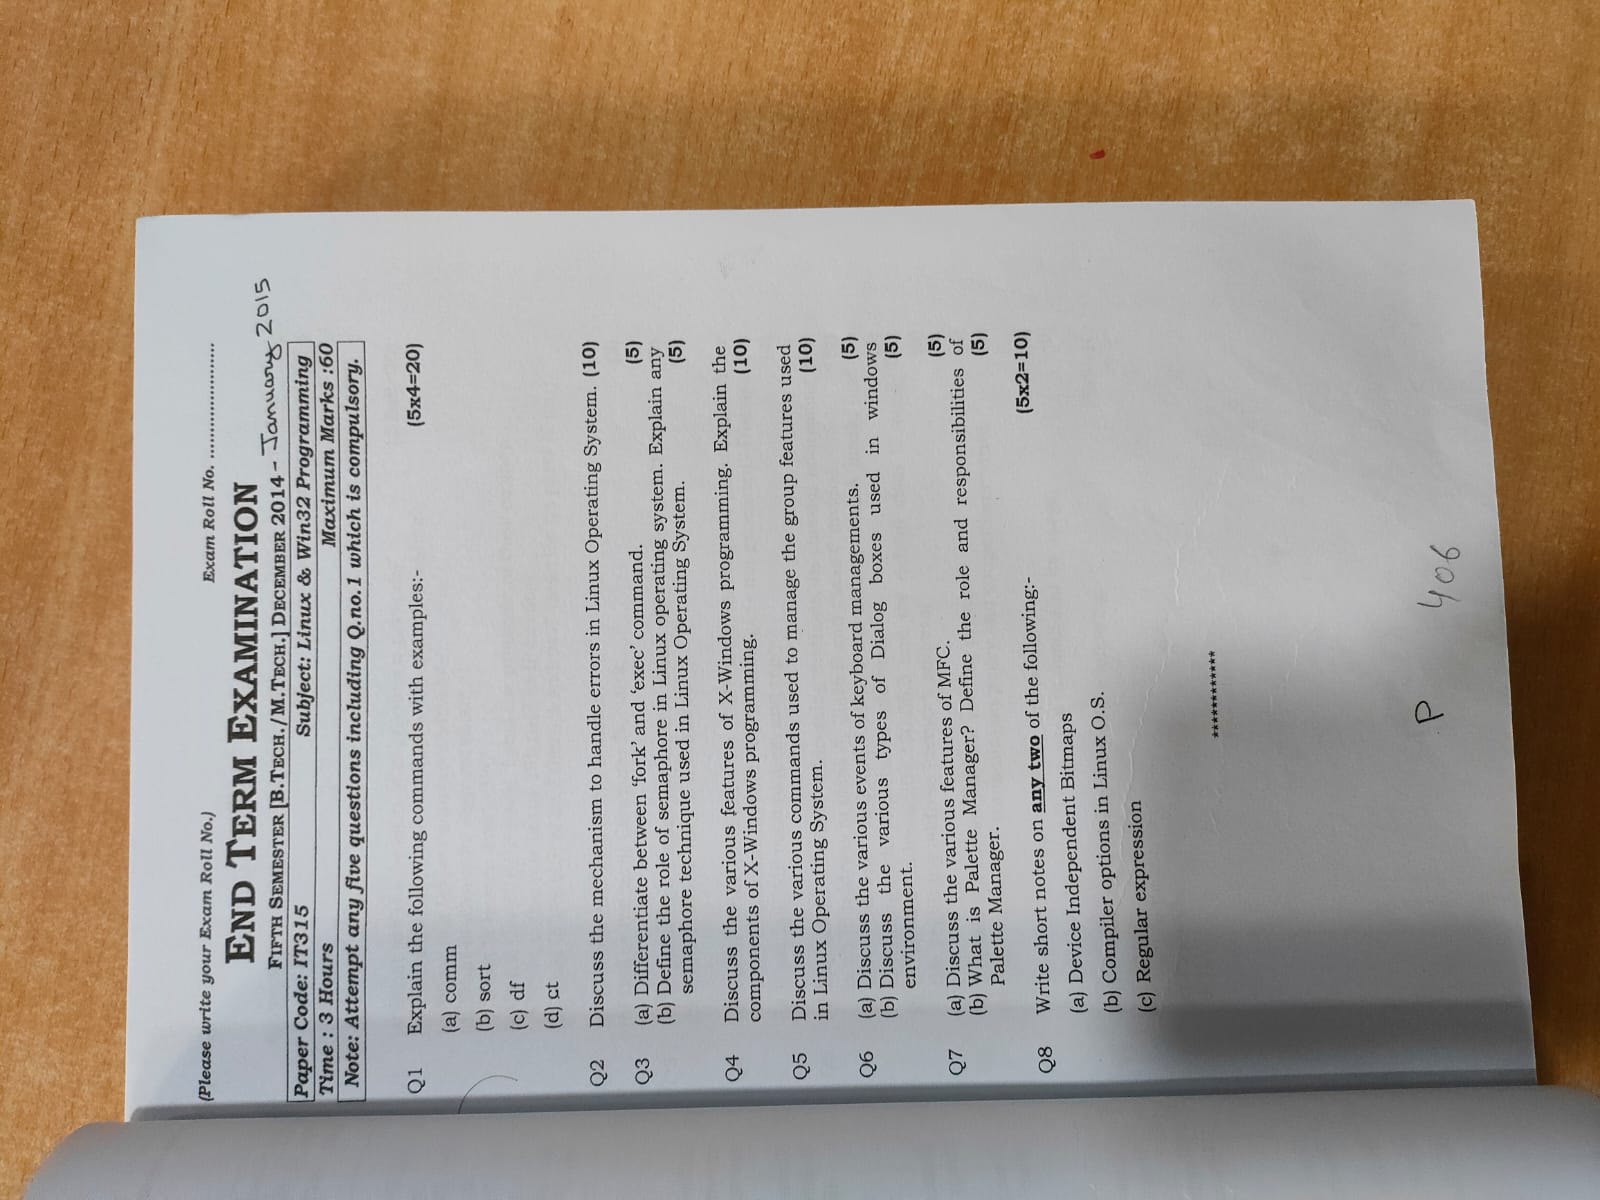 (Please write your Exam Roll No.) Exam Roll No. ......................
END TERM EXAMINATION
FIFTH SEMESTER [B.TECH./M.TECH.] DECEMBER 2014 - January 2015
Paper Code: IT315 Subject: Linux & Win32 Programming
Time : 3 Hours Maximum Marks :60
Note: Attempt any five questions including Q.no.1 which is compulsory.
Q1 Explain the following commands with examples:- (5x4=20)
(a) comm
(b) sort
(c) df
(d) ct
Q2 Discuss the mechanism to handle errors in Linux Operating System. (10)
Q3 (a) Differentiate between 'fork' and 'exec' command. (5)
(b) Define the role of semaphore in Linux operating system. Explain any
semaphore technique used in Linux Operating System. (5)
Q4 Discuss the various features of X-Windows programming. Explain the
components of X-Windows programming. (10)
Q5 Discuss the various commands used to manage the group features used
in Linux Operating System. (10)
Q6 (a) Discuss the various events of keyboard managements. (5)
(b) Discuss the various types of Dialog boxes used in windows
environment. (5)
Q7 (a) Discuss the various features of MFC. (5)
(b) What is Palette Manager? Define the role and responsibilities of
Palette Manager. (5)
Q8 Write short notes on any two of the following:- (5x2=10)
(a) Device Independent Bitmaps
(b) Compiler options in Linux O.S.
(c) Regular expression
************
P 406